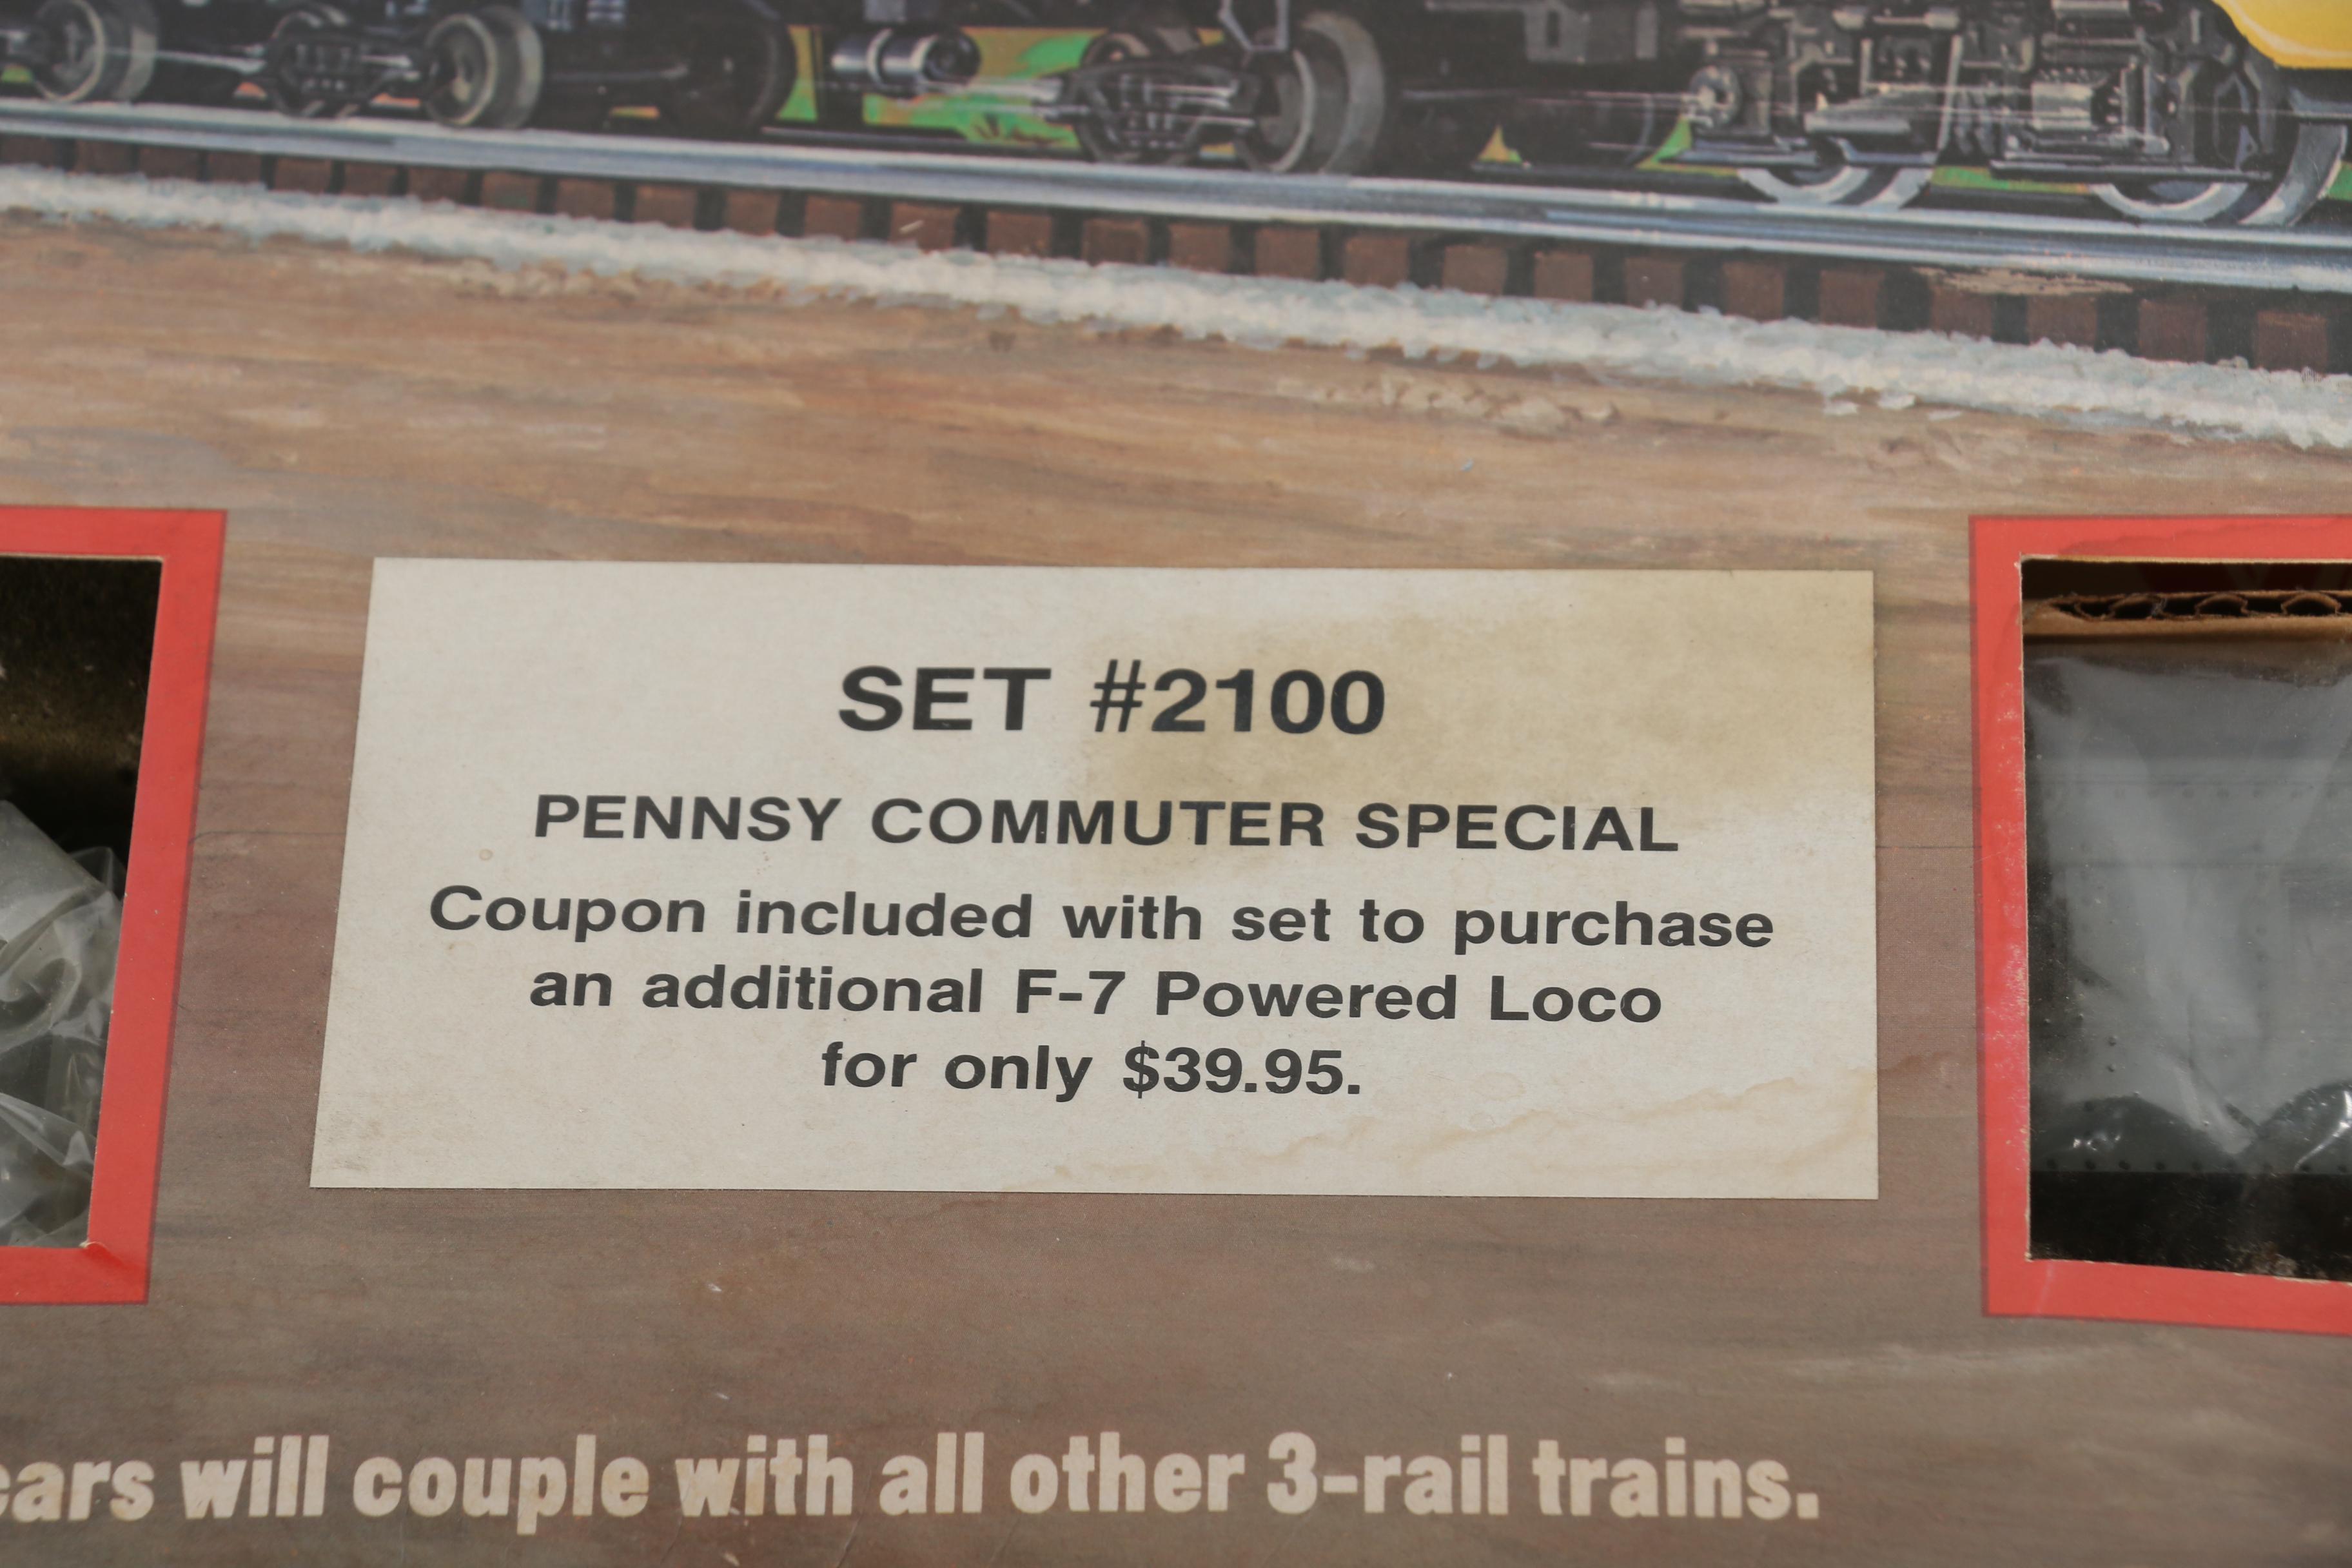 SET #2100
PENNSY COMMUTER SPECIAL
Coupon included with set to purchase
an additional F-7 Powered Loco
for only $39.95.
cars will couple with all other 3-rail trains.